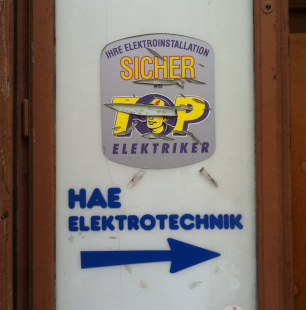 IHRE ELEKTROINSTALLATION
SICHER
TOP
ELEKTRIKER
HAE
ELEKTROTECHNIK